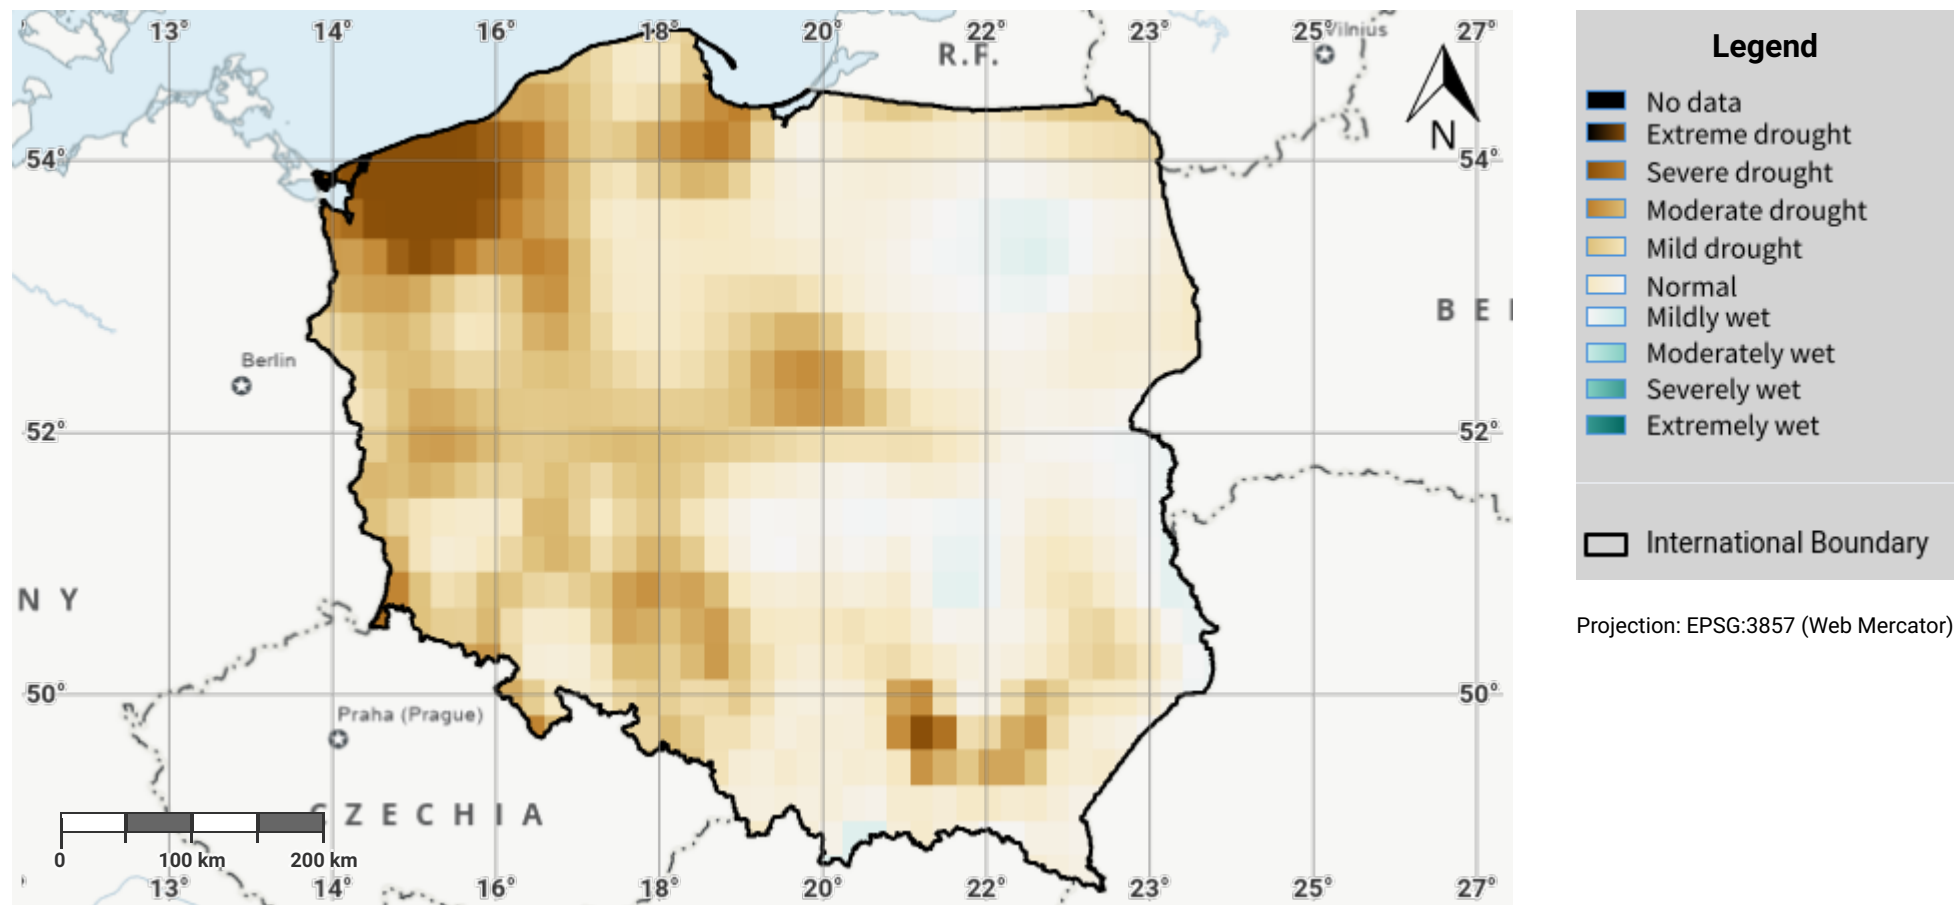 13° 14° 16° 18° 20° 22° 23° 25° 27°
Vilnius
R.F.
N
54° 54°
B E
Berlin
52° 52°
N Y
50° 50°
Praha (Prague)
C Z E C H I A
0 100 km 200 km
13° 14° 16° 18° 20° 22° 23° 25° 27°
Legend
No data
Extreme drought
Severe drought
Moderate drought
Mild drought
Normal
Mildly wet
Moderately wet
Severely wet
Extremely wet
International Boundary
Projection: EPSG:3857 (Web Mercator)